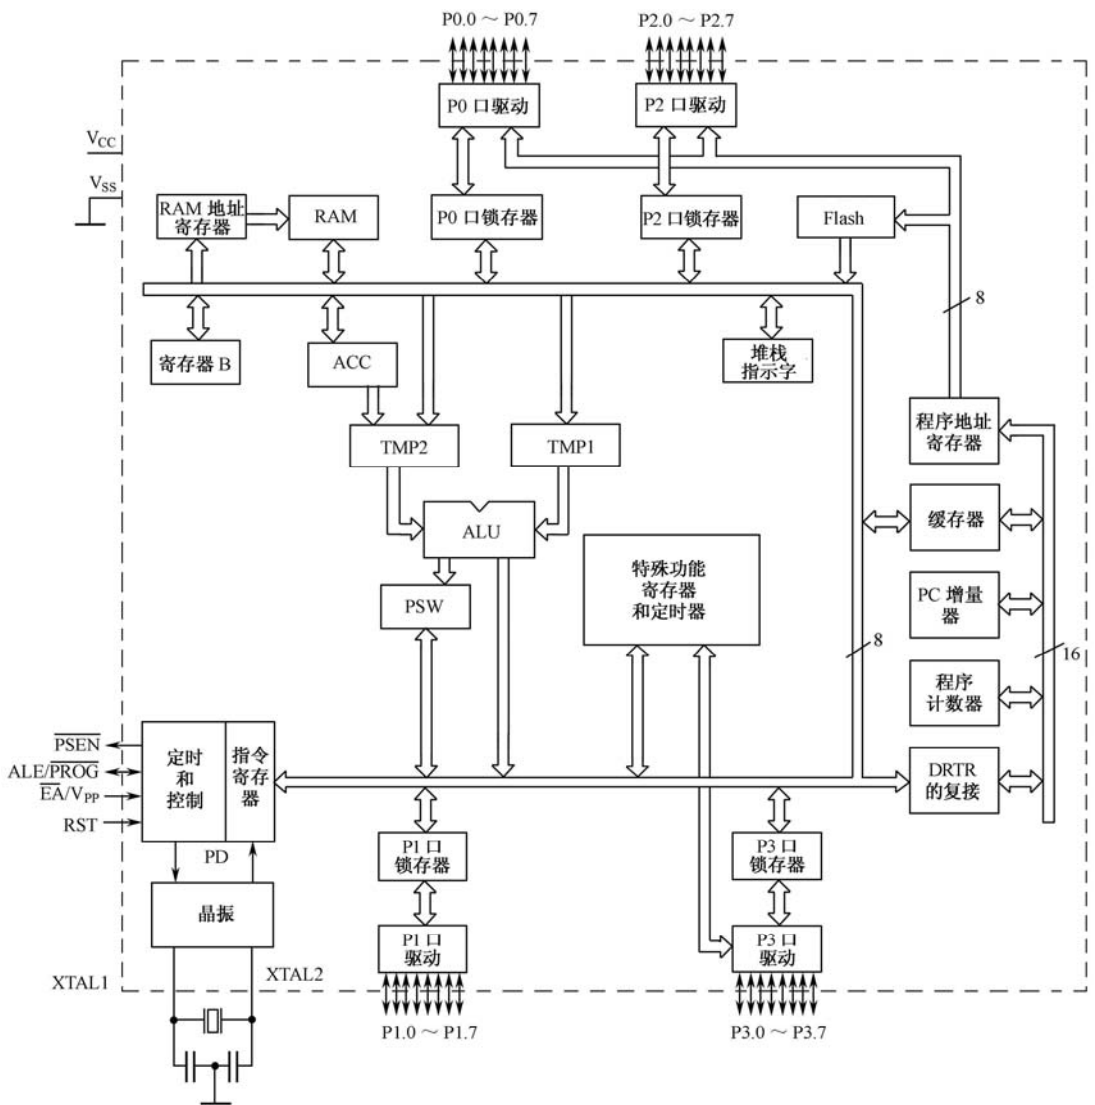 P0.0 ～ P0.7
P2.0 ～ P2.7
P0 口驱动
P2 口驱动
V_CC
V_SS
RAM 地址
寄存器
RAM
P0 口锁存器
P2 口锁存器
Flash
8
寄存器 B
ACC
堆栈
指示字
程序地址
寄存器
TMP2
TMP1
ALU
缓存器
特殊功能
寄存器
和定时器
PSW
PC 增量
器
8
16
程序
计数器
P̅S̅E̅N̅
ALE/P̅R̅O̅G̅
E̅A̅/V_PP
RST
定时
和
控制
指令
寄存
器
DRTR
的复接
PD
P1 口
锁存器
P3 口
锁存器
晶振
P1 口
驱动
P3 口
驱动
XTAL1
XTAL2
P1.0 ～ P1.7
P3.0 ～ P3.7